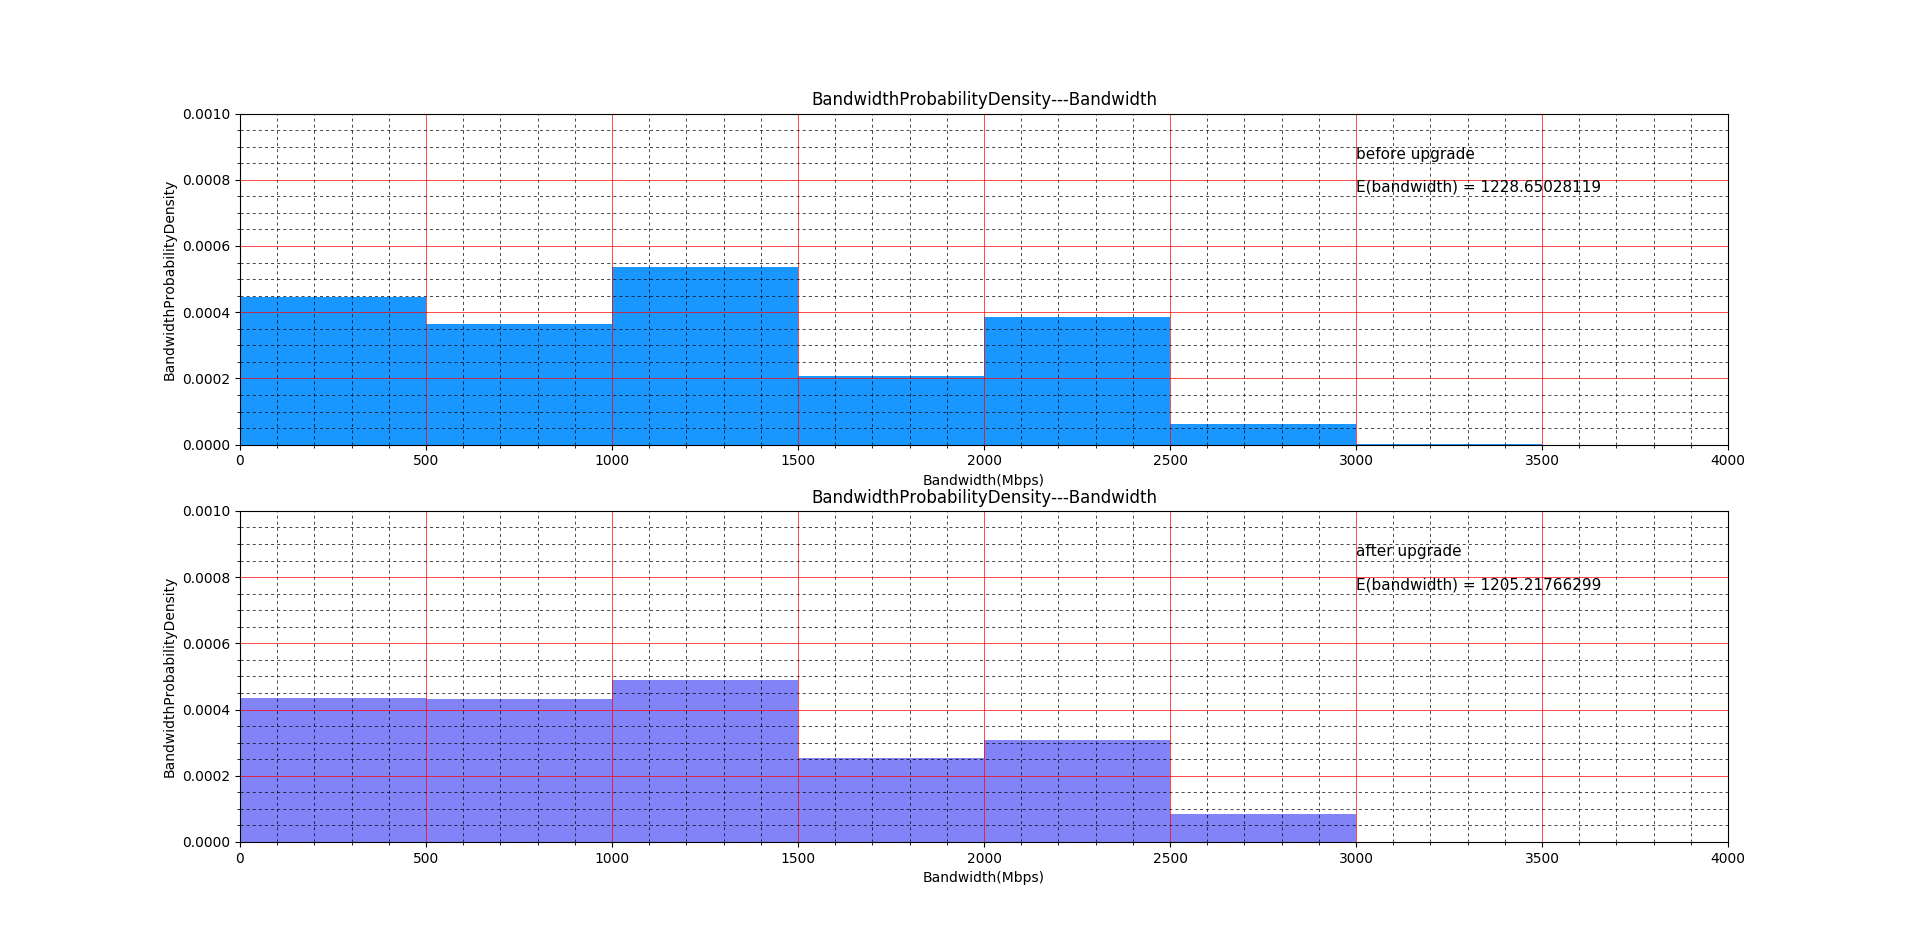 BandwidthProbabilityDensity---Bandwidth
0.0010
0.0008
0.0006
0.0004
0.0002
0.0000
BandwidthProbabilityDensity
before upgrade
E(bandwidth) = 1228.65028119
0 500 1000 1500 2000 2500 3000 3500 4000
Bandwidth(Mbps)
BandwidthProbabilityDensity---Bandwidth
0.0010
0.0008
0.0006
0.0004
0.0002
0.0000
BandwidthProbabilityDensity
after upgrade
E(bandwidth) = 1205.21766299
0 500 1000 1500 2000 2500 3000 3500 4000
Bandwidth(Mbps)